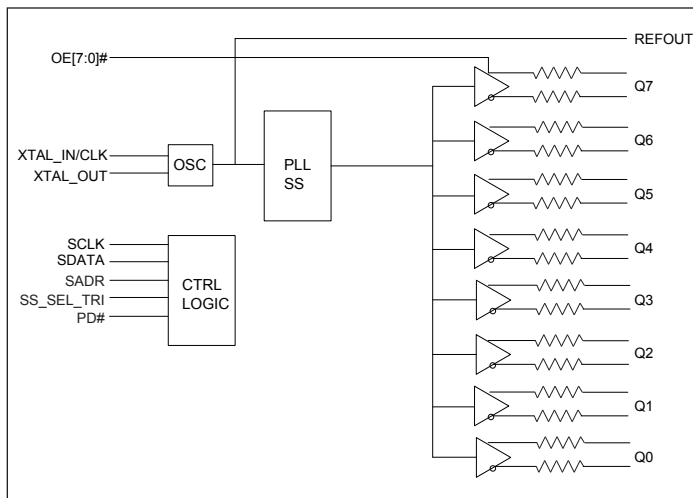 REFOUT
OE[7:0]#
Q7
Q6
XTAL_IN/CLK
OSC
PLL
SS
XTAL_OUT
Q5
SCLK
SDATA
SADR
SS_SEL_TRI
PD#
CTRL
LOGIC
Q4
Q3
Q2
Q1
Q0